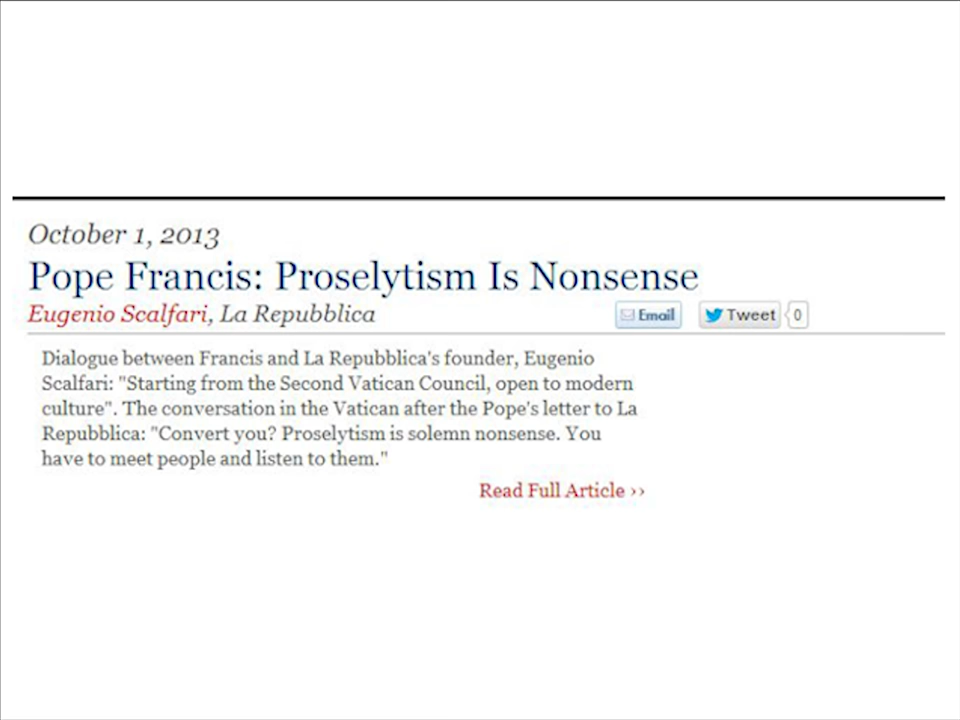 October 1, 2013
Pope Francis: Proselytism Is Nonsense
Eugenio Scalfari, La Repubblica
Email
Tweet
0
Dialogue between Francis and La Repubblica's founder, Eugenio
Scalfari: "Starting from the Second Vatican Council, open to modern
culture". The conversation in the Vatican after the Pope's letter to La
Repubblica: "Convert you? Proselytism is solemn nonsense. You
have to meet people and listen to them."
Read Full Article ››